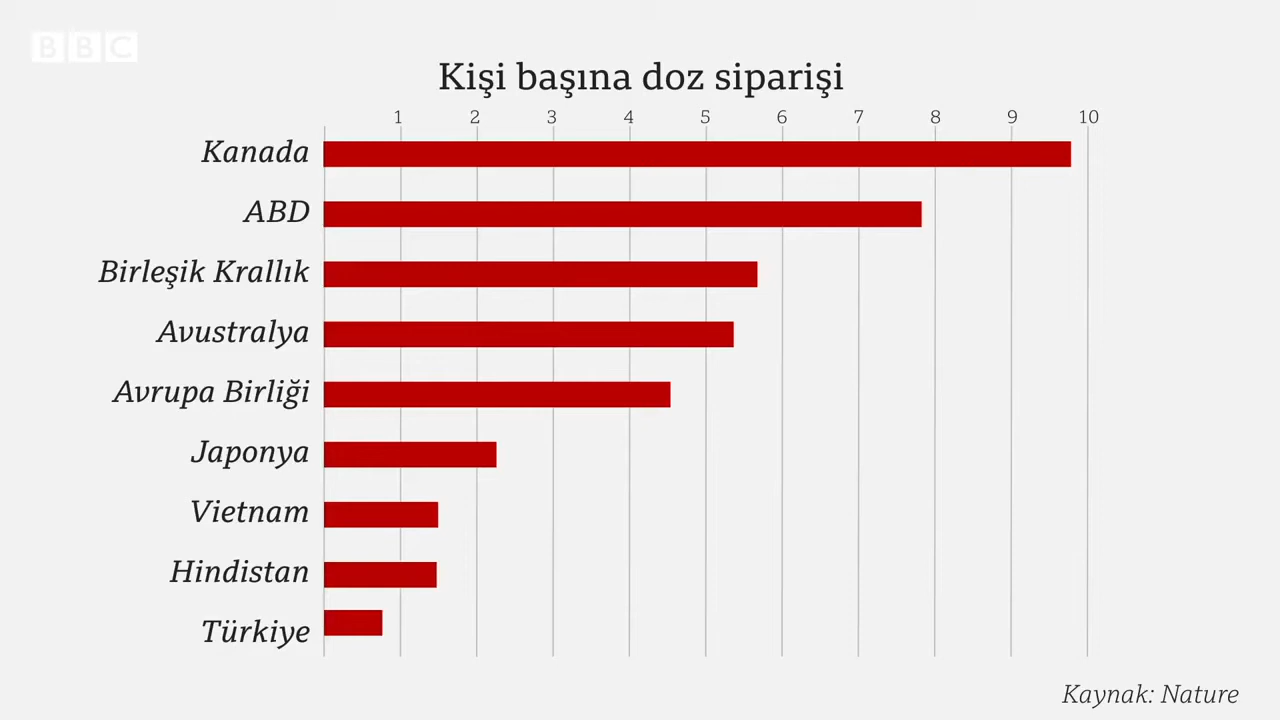 BBC
Kişi başına doz siparişi
1 2 3 4 5 6 7 8 9 10
Kanada
ABD
Birleşik Krallık
Avustralya
Avrupa Birliği
Japonya
Vietnam
Hindistan
Türkiye
Kaynak: Nature